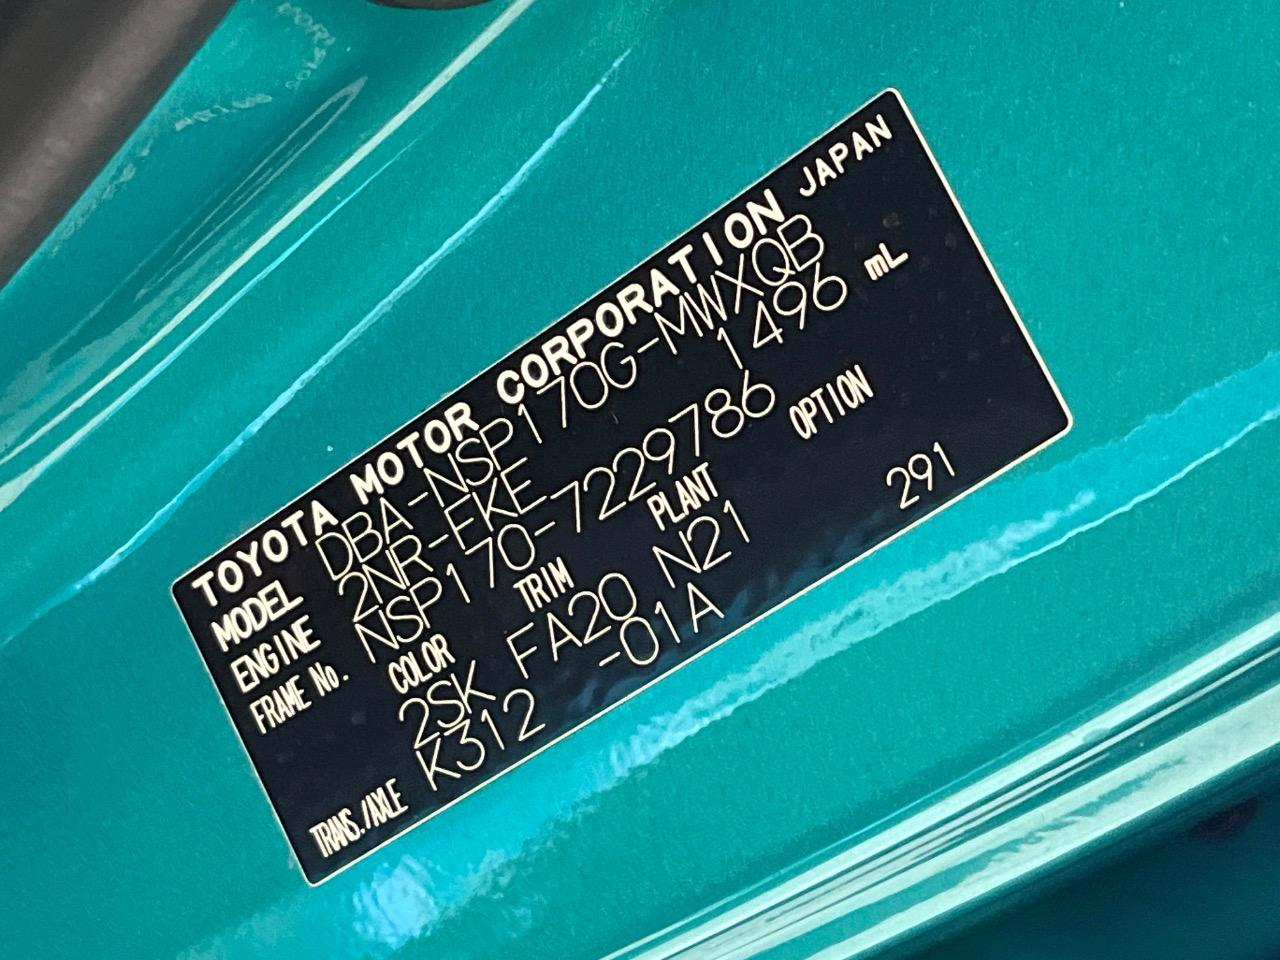 TOYOTA MOTOR CORPORATION JAPAN
MODEL DBA-NSP170G-MWXQB
ENGINE 2NR-FKE 1496 mL
FRAME No. NSP170-7229786
COLOR TRIM PLANT OPTION
2SK FA20 N21 291
TRANS./AXLE K312 -01A